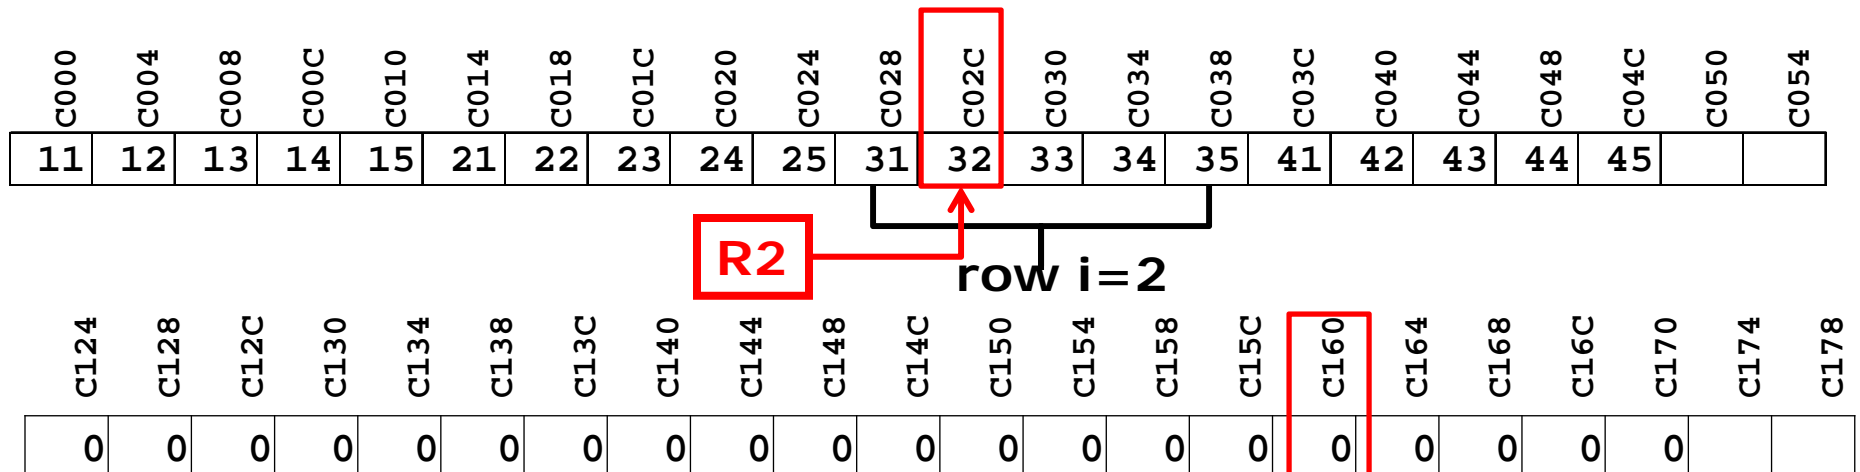 C000 C004 C008 C00C C010 C014 C018 C01C C020 C024 C028 C02C C030 C034 C038 C03C C040 C044 C048 C04C C050 C054
11 12 13 14 15 21 22 23 24 25 31 32 33 34 35 41 42 43 44 45
R2
row i=2
C124 C128 C12C C130 C134 C138 C13C C140 C144 C148 C14C C150 C154 C158 C15C C160 C164 C168 C16C C170 C174 C178
0 0 0 0 0 0 0 0 0 0 0 0 0 0 0 0 0 0 0 0